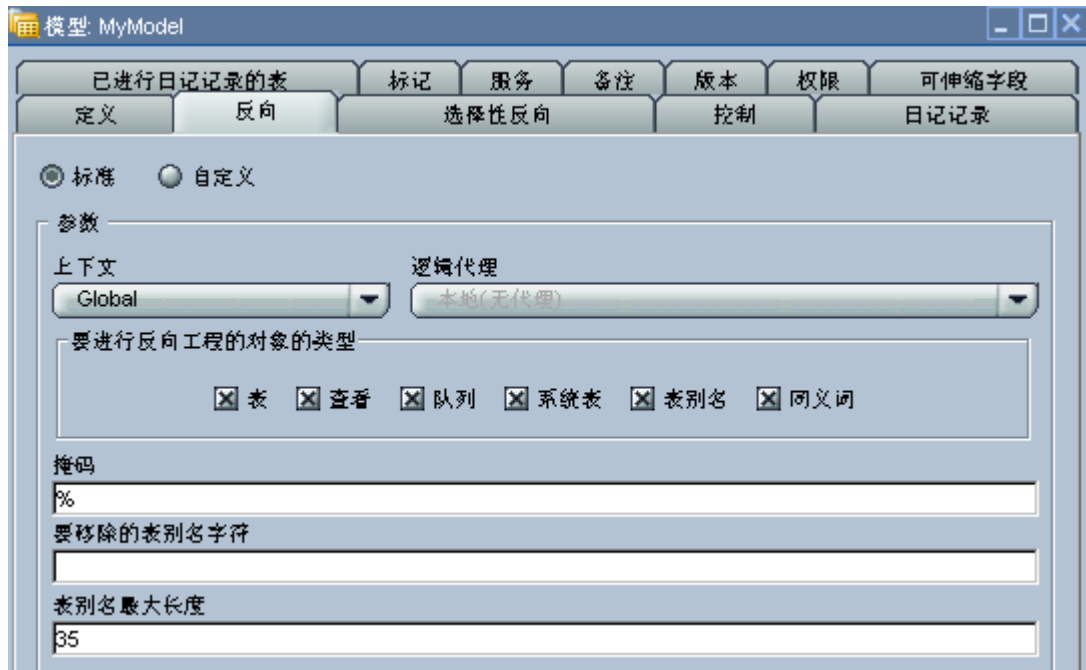 模型: MyModel
已进行日记记录的表 标记 服务 备注 版本 权限 可伸缩字段
定义 反向 选择性反向 控制 日记记录
标准 自定义
参数
上下文 逻辑代理
Global 本地(无代理)
要进行反向工程的对象的类型
表 查看 队列 系统表 表别名 同义词
掩码
%
要移除的表别名字符
表别名最大长度
35